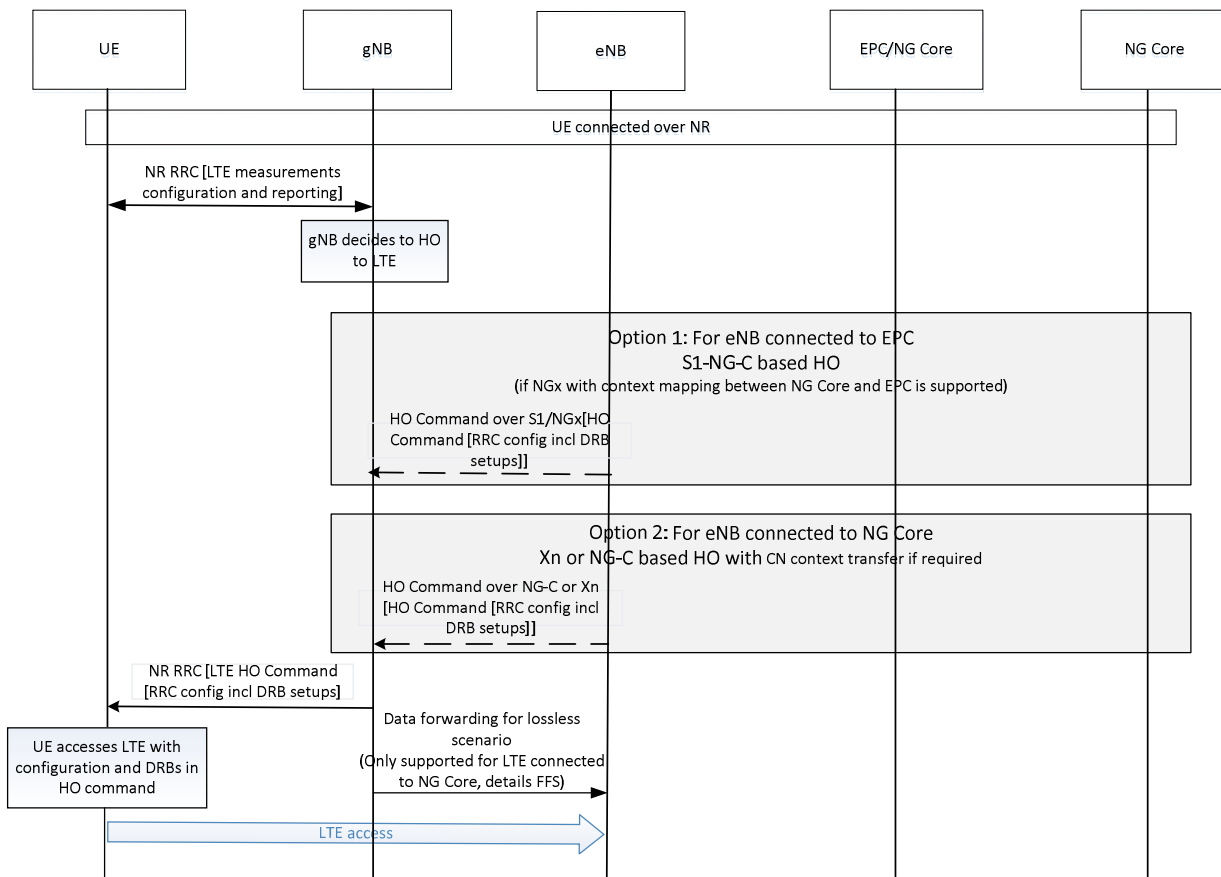 UE
gNB
eNB
EPC/NG Core
NG Core
UE connected over NR
NR RRC [LTE measurements
configuration and reporting]
gNB decides to HO
to LTE
Option 1: For eNB connected to EPC
S1-NG-C based HO
(if NGx with context mapping between NG Core and EPC is supported)
HO Command over S1/NGx[HO
Command [RRC config incl DRB
setups]]
Option 2: For eNB connected to NG Core
Xn or NG-C based HO with CN context transfer if required
HO Command over NG-C or Xn
[HO Command [RRC config incl
DRB setups]]
NR RRC [LTE HO Command
[RRC config incl DRB setups]
Data forwarding for lossless
scenario
(Only supported for LTE connected
to NG Core, details FFS)
UE accesses LTE with
configuration and DRBs in
HO command
LTE access